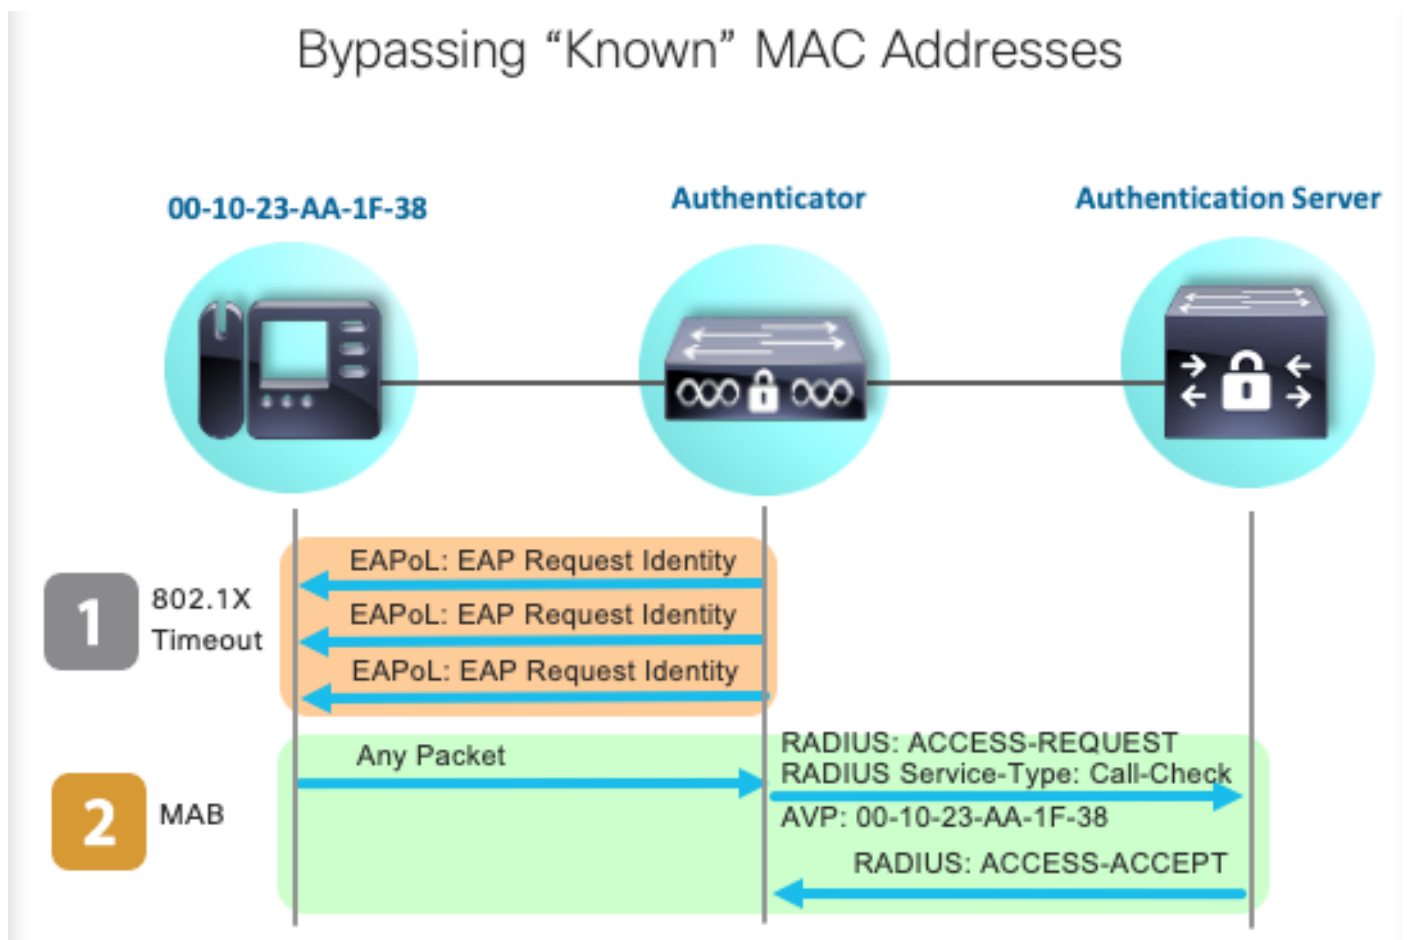 Bypassing “Known” MAC Addresses
00-10-23-AA-1F-38
Authenticator
Authentication Server
1
802.1X
Timeout
EAPoL: EAP Request Identity
EAPoL: EAP Request Identity
EAPoL: EAP Request Identity
2
MAB
Any Packet
RADIUS: ACCESS-REQUEST
RADIUS Service-Type: Call-Check
AVP: 00-10-23-AA-1F-38
RADIUS: ACCESS-ACCEPT